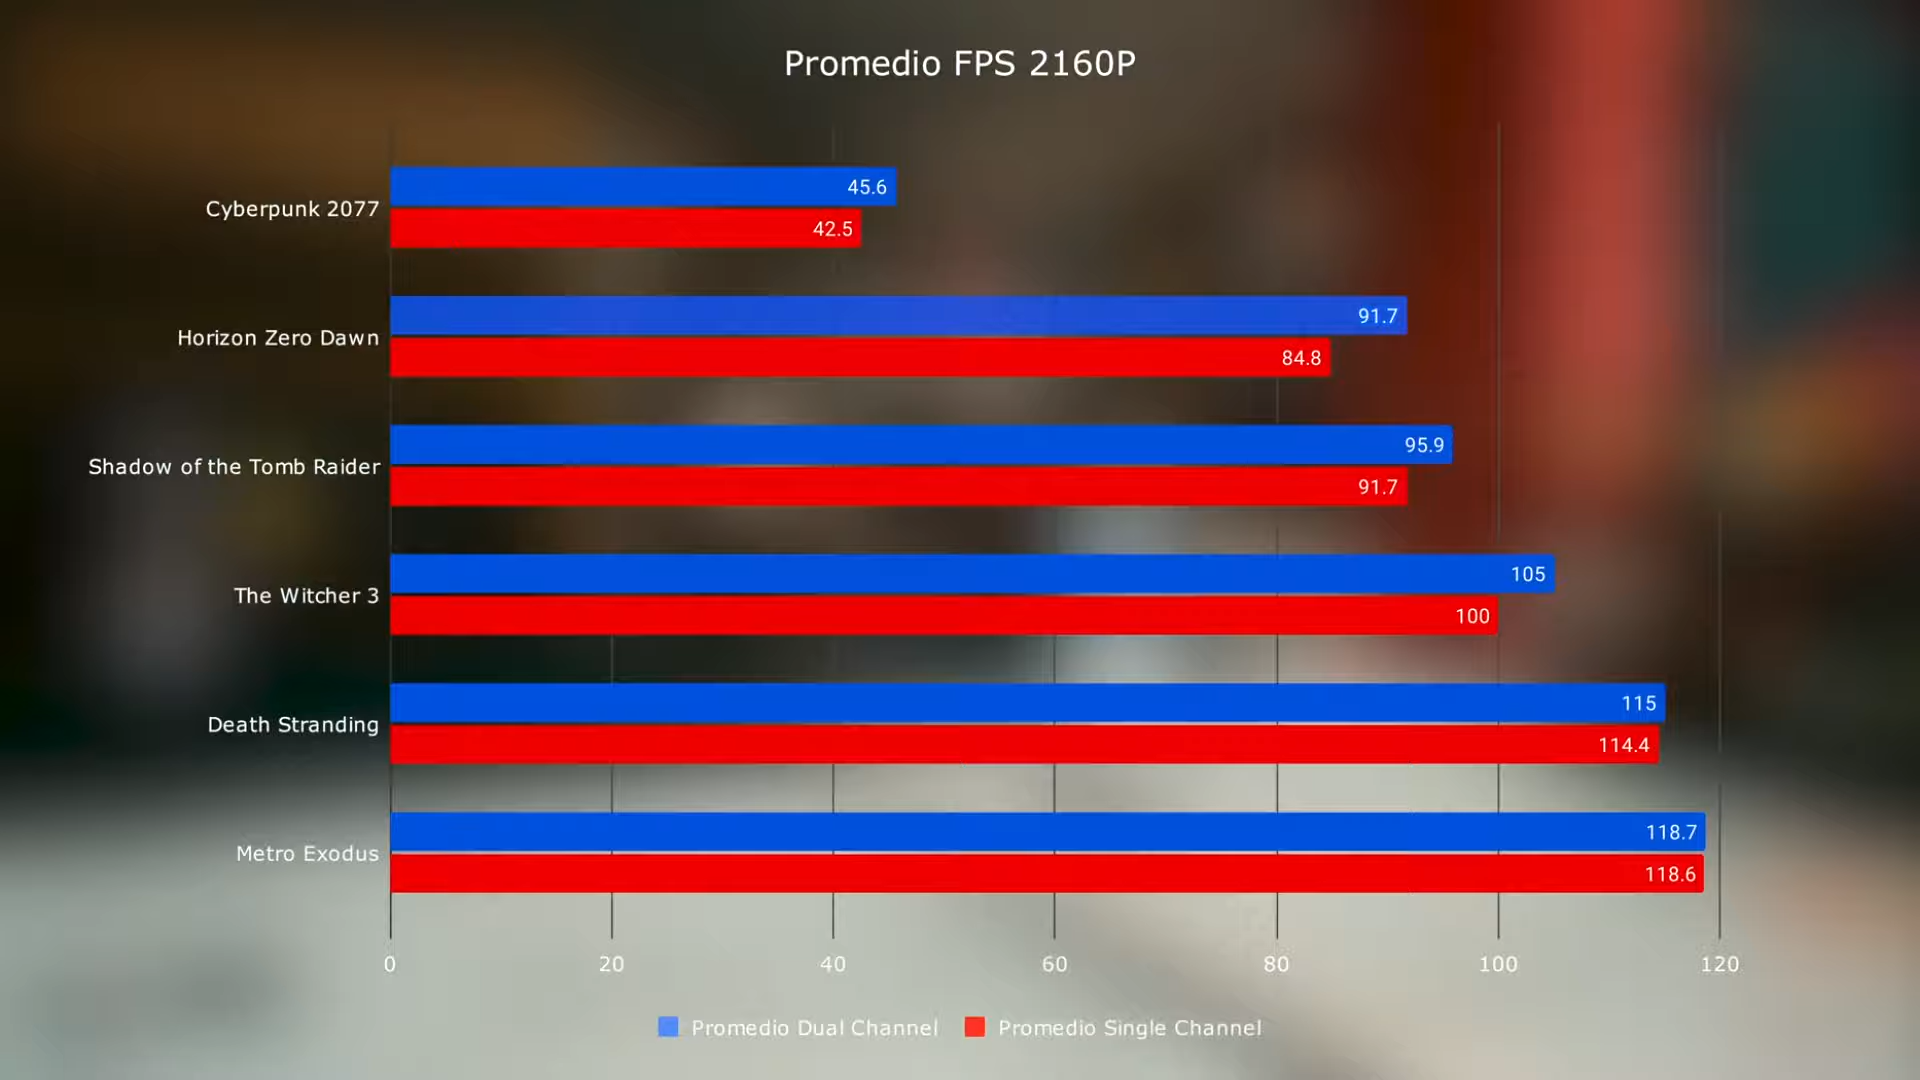 Promedio FPS 2160P
Cyberpunk 2077
45.6
42.5
Horizon Zero Dawn
91.7
84.8
Shadow of the Tomb Raider
95.9
91.7
The Witcher 3
105
100
Death Stranding
115
114.4
Metro Exodus
118.7
118.6
0 20 40 60 80 100 120
Promedio Dual Channel Promedio Single Channel